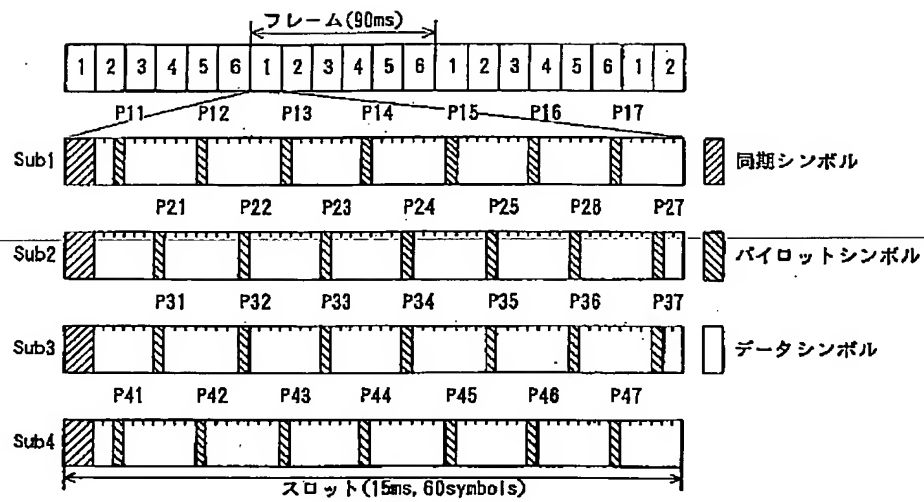 フレーム(90ms)
1 2 3 4 5 6 1 2 3 4 5 6 1 2 3 4 5 6 1 2
P11 P12 P13 P14 P15 P16 P17
Sub1
同期シンボル
P21 P22 P23 P24 P25 P26 P27
Sub2
パイロットシンボル
P31 P32 P33 P34 P35 P36 P37
Sub3
データシンボル
P41 P42 P43 P44 P45 P46 P47
Sub4
スロット(15ms, 60symbols)